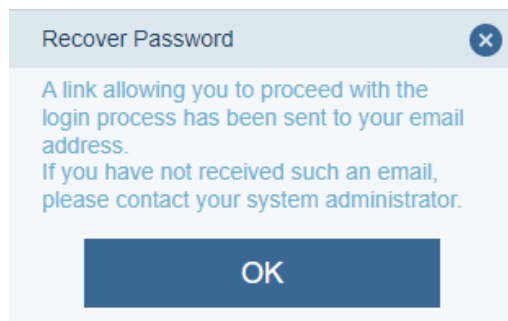 Recover Password
A link allowing you to proceed with the
login process has been sent to your email
address.
If you have not received such an email,
please contact your system administrator.
OK